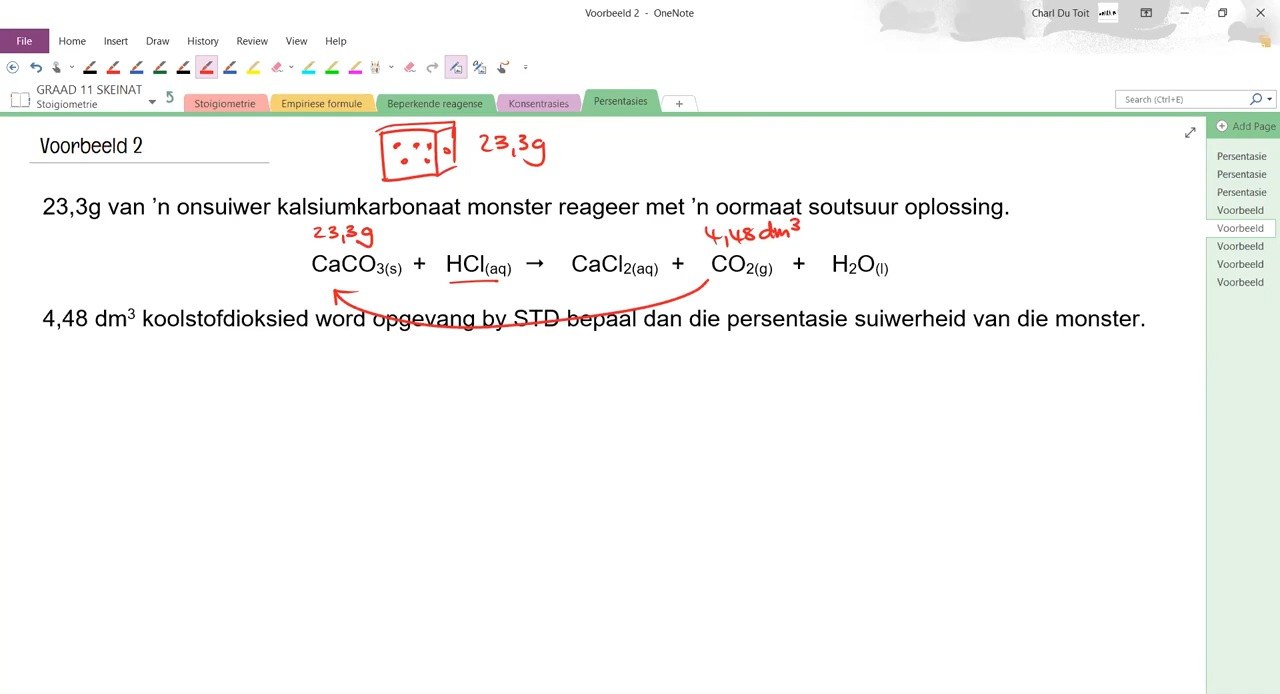 Voorbeeld 2 - OneNote
Charl Du Toit
File Home Insert Draw History Review View Help
GRAAD 11 SKEINAT
Stoigiometrie
Stoigiometrie Empiriese formule Beperkende reagense Konsentrasies Persentasies +
Search (Ctrl+E)
Add Page
Persentasie
Persentasie
Persentasie
Voorbeeld
Voorbeeld
Voorbeeld
Voorbeeld
Voorbeeld
Voorbeeld 2
23,3g
23,3g van ’n onsuiwer kalsiumkarbonaat monster reageer met ’n oormaat soutsuur oplossing.
23,3g 4,48 dm³
CaCO₃(s) + HCl(aq) → CaCl₂(aq) + CO₂(g) + H₂O(l)
4,48 dm³ koolstofdioksied word opgevang by STD bepaal dan die persentasie suiwerheid van die monster.